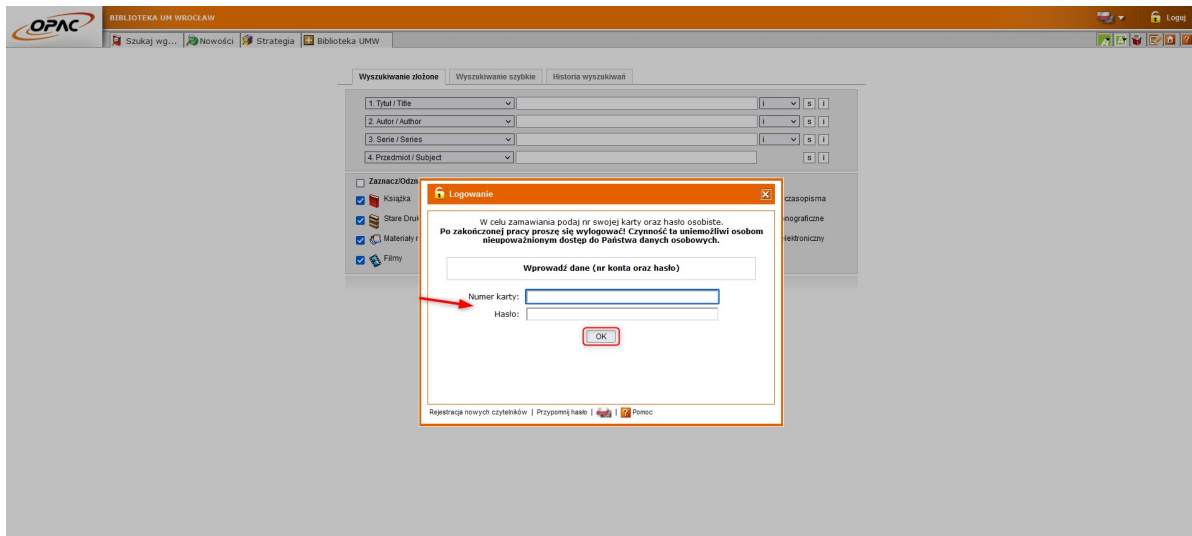 OPAC
BIBLIOTEKA UM WROCŁAW
Loguj
Szukaj wg... Nowości Strategia Biblioteka UMW
Wyszukiwanie złożone Wyszukiwanie szybkie Historia wyszukiwań
1. Tytuł / Title i s i
2. Autor / Author i s i
3. Serie / Series i s i
4. Przedmiot / Subject s i
Zaznacz/Odzn
Książka czasopisma
Stare Druk nograficzne
Materiały lektroniczny
Filmy
Logowanie
W celu zamawiania podaj nr swojej karty oraz hasło osobiste.
Po zakończonej pracy proszę się wylogować! Czynność ta uniemożliwi osobom
nieupoważnionym dostęp do Państwa danych osobowych.
Wprowadź dane (nr konta oraz hasło)
Numer karty:
Hasło:
OK
Rejestracja nowych czytelników | Przypomnij hasło | | Pomoc